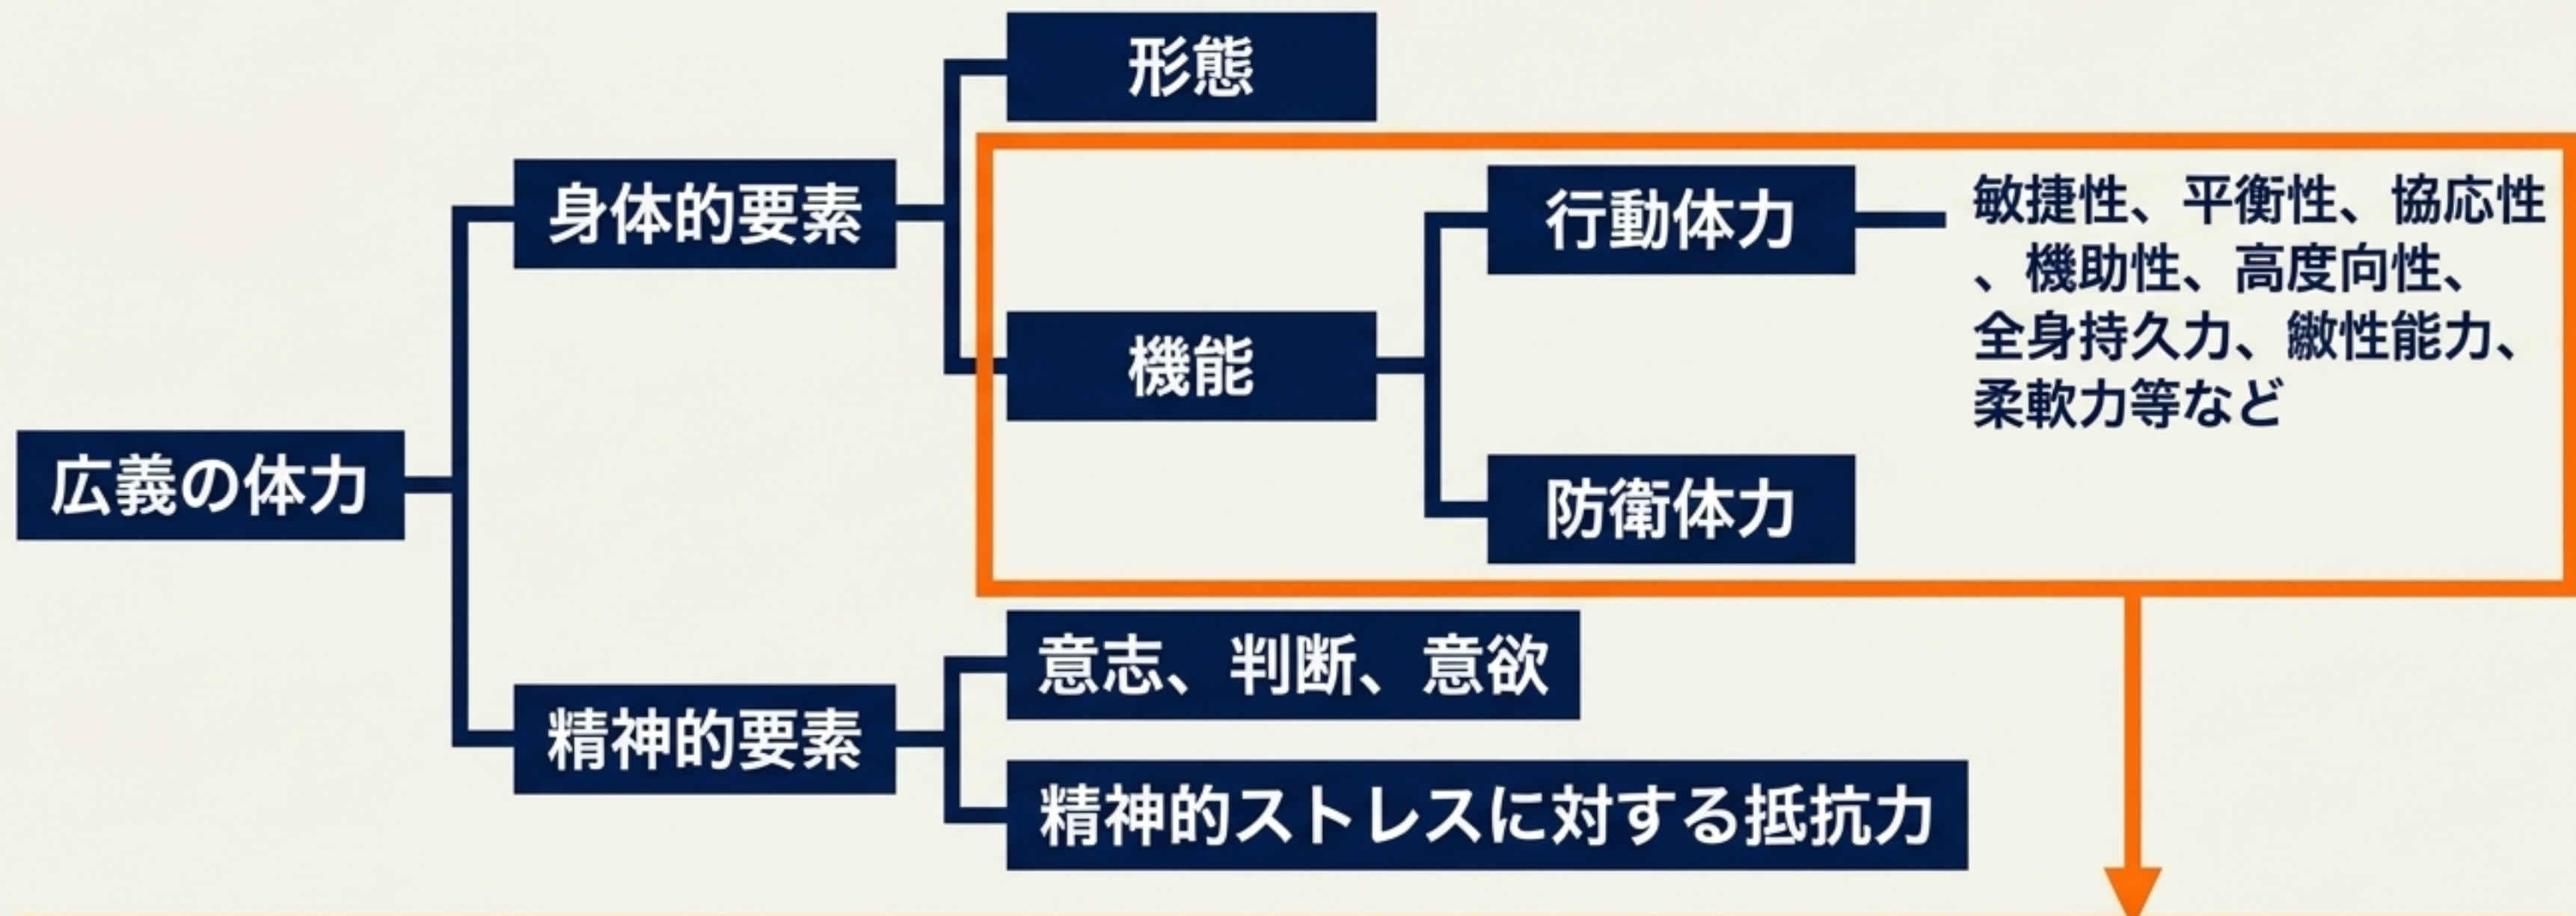 形態
身体的要素
行動体力
敏捷性、平衡性、協応性
、機助性、高度向性、
全身持久力、性能力、
柔軟力等など
機能
広義の体力
防衛体力
意志、判断、意欲
精神的要素
精神的ストレスに対する抵抗力